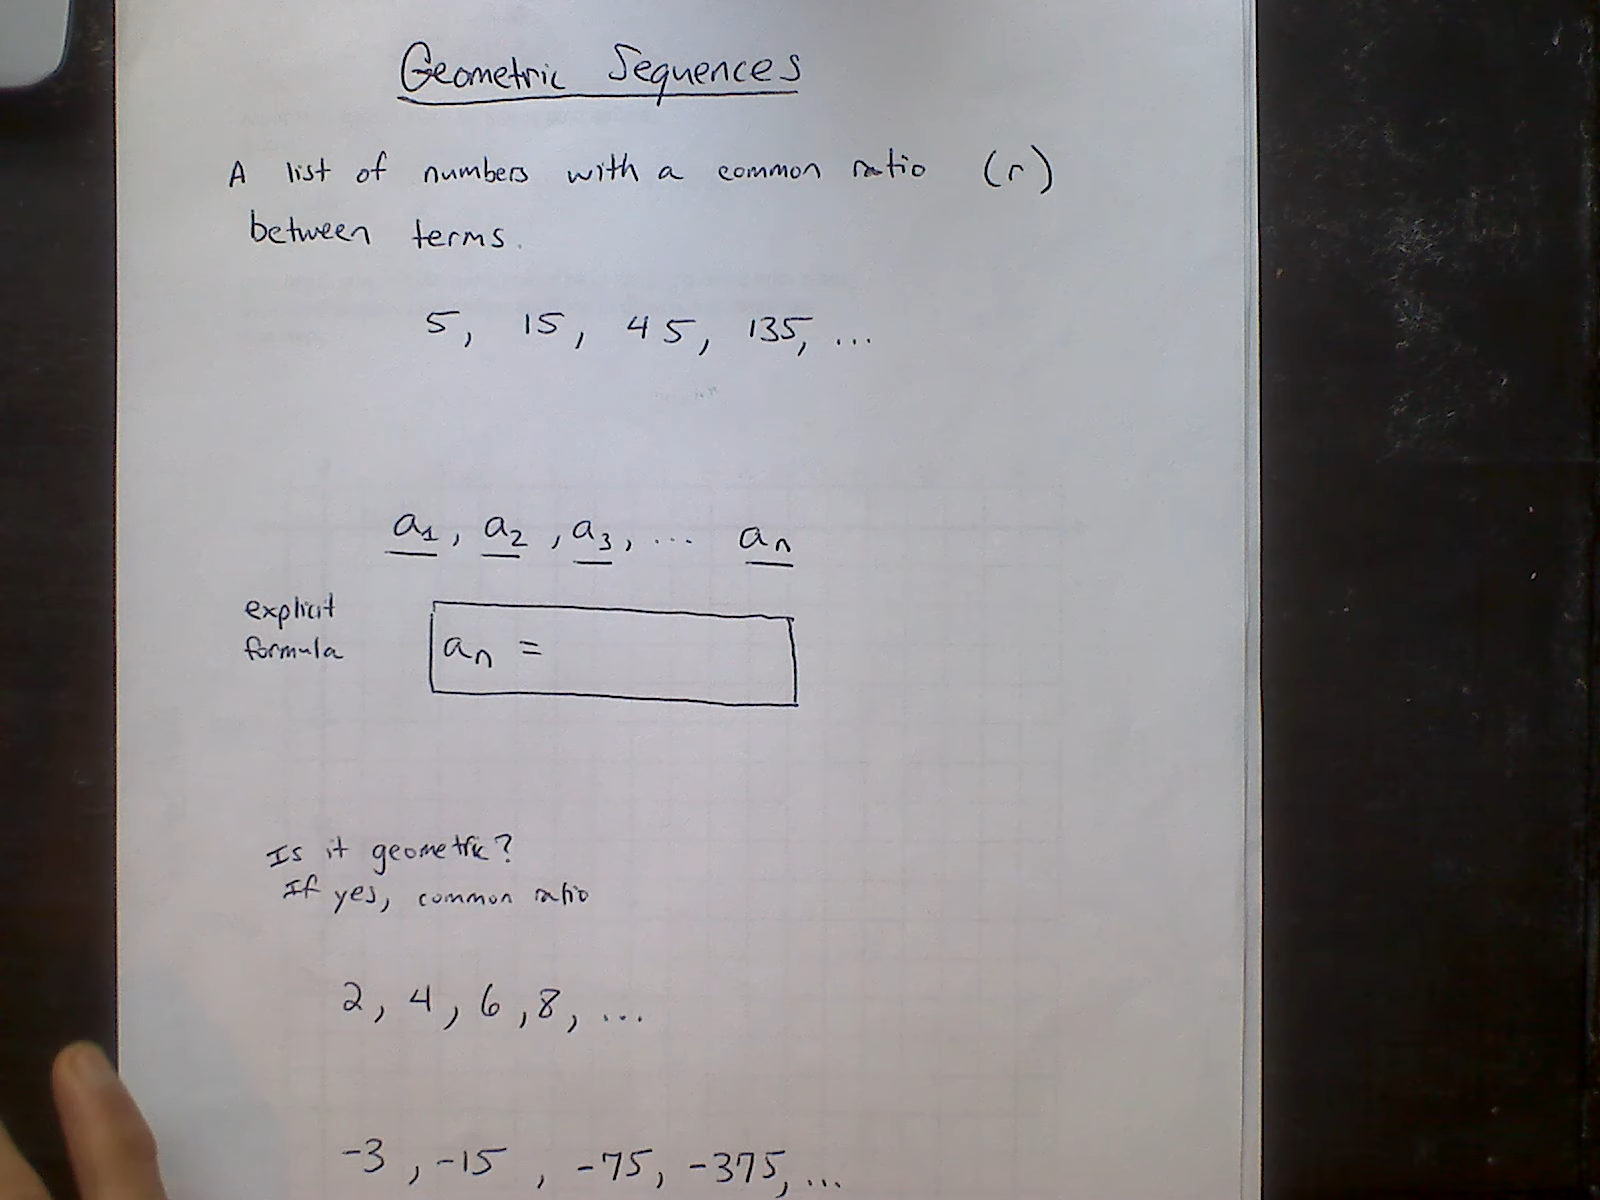 Geometric Sequences
A list of numbers with a common ratio (r)
between terms.
5, 15, 45, 135, ...
a1, a2, a3, ... an
explicit
formula
an =
Is it geometric?
If yes, common ratio
2, 4, 6, 8, ...
-3, -15, -75, -375, ...